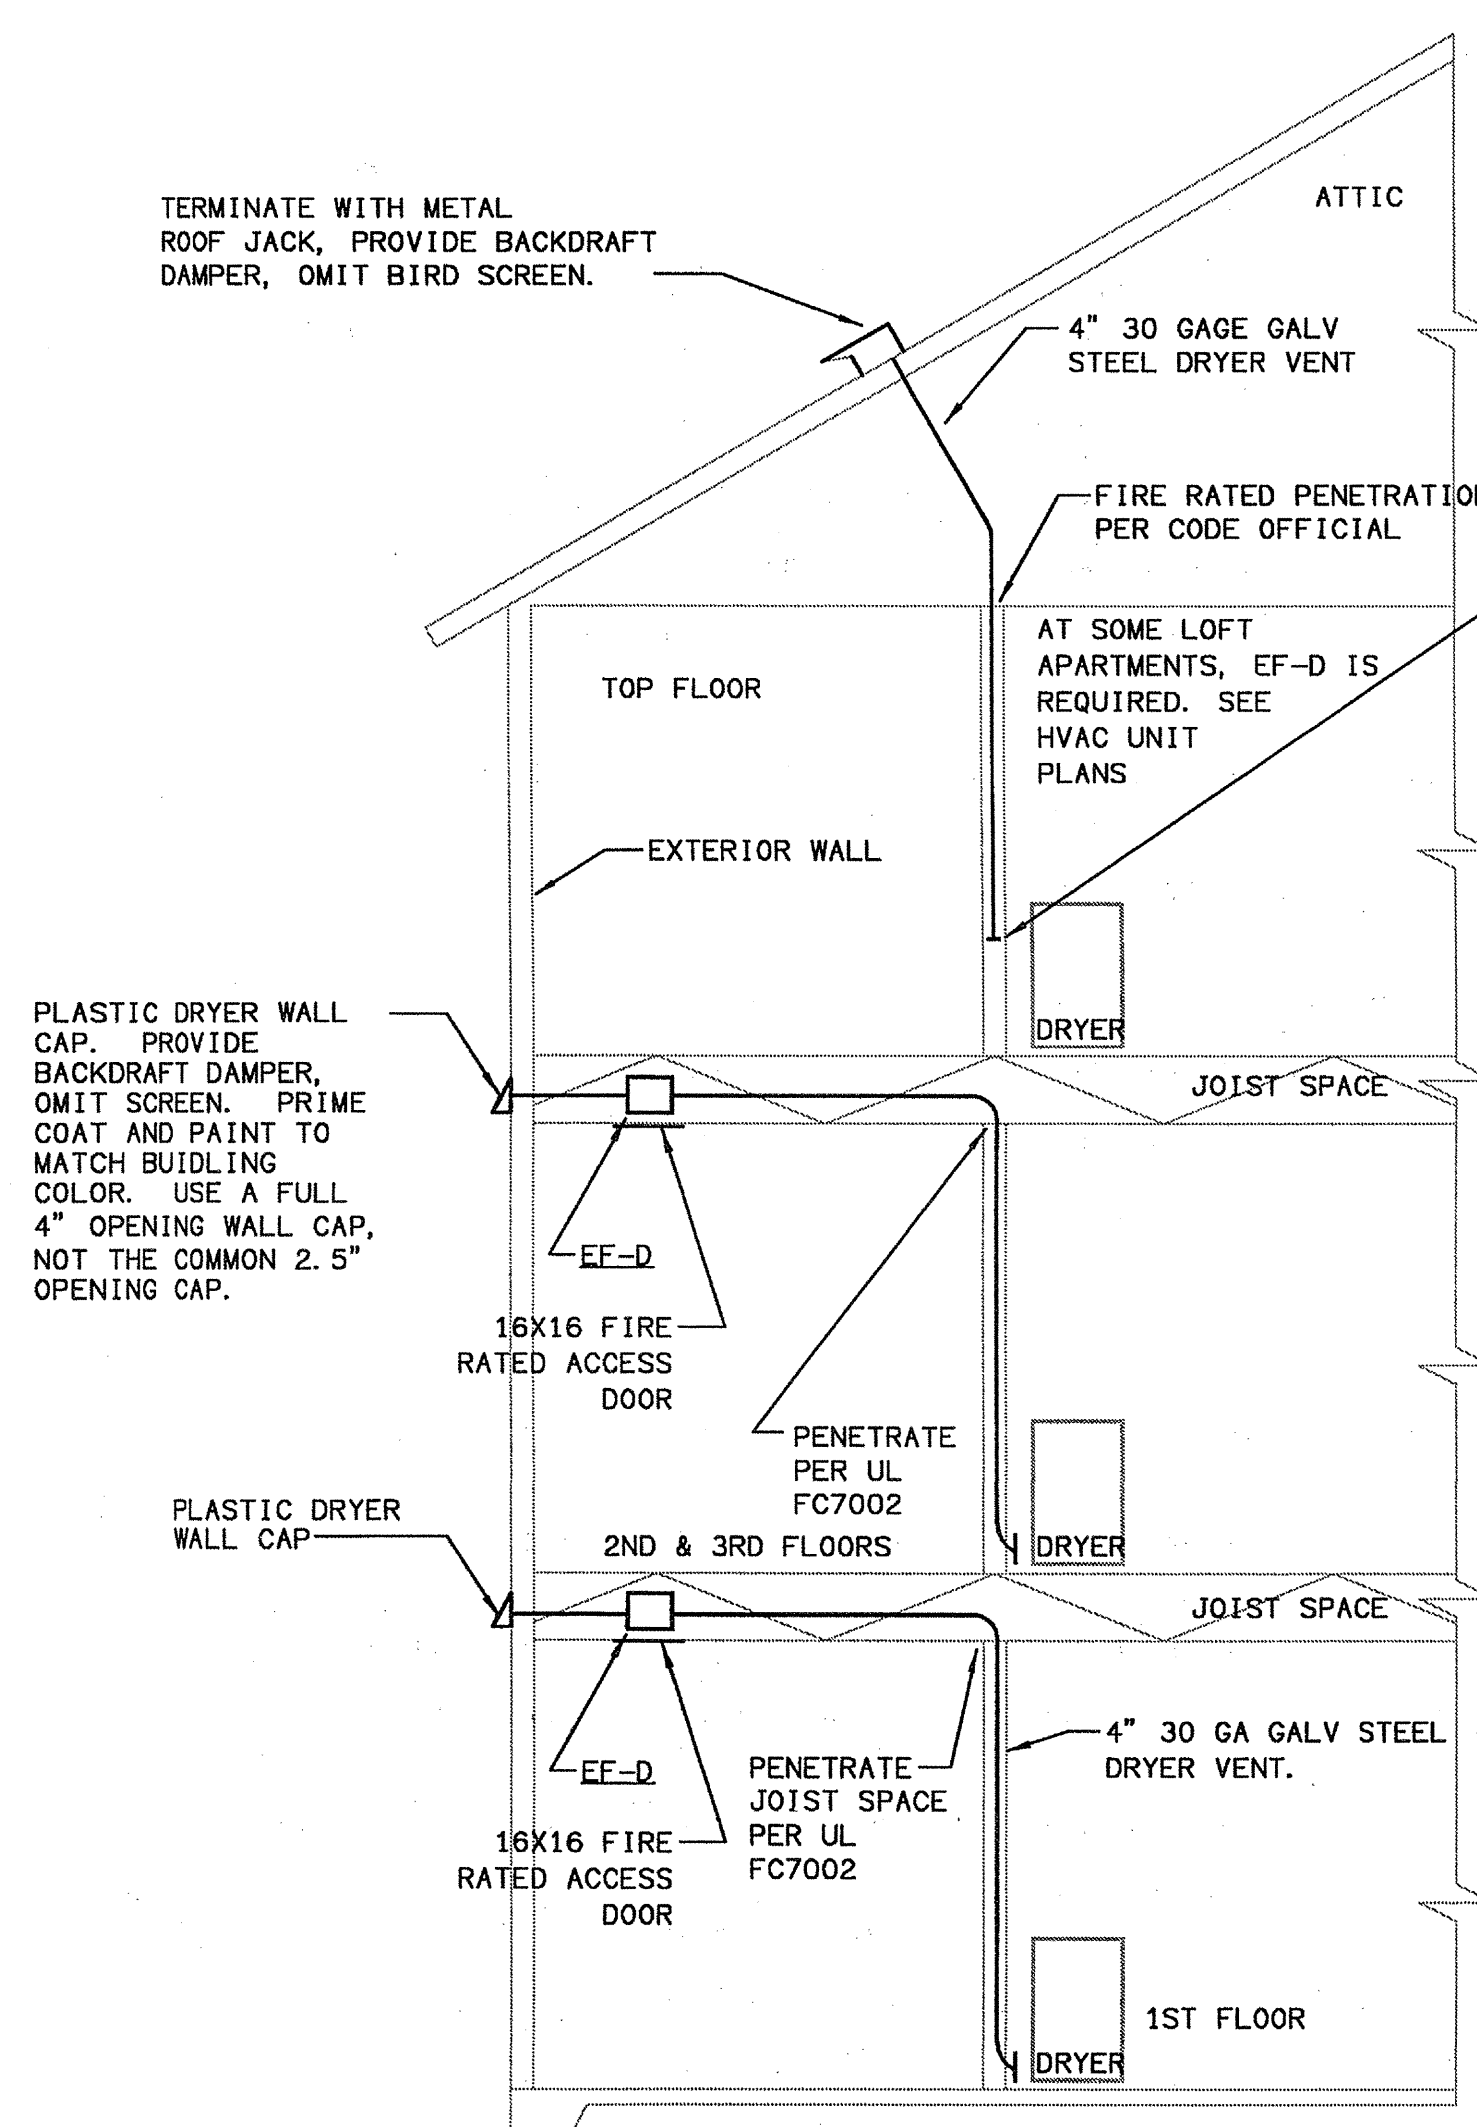 ATTIC
TERMINATE WITH METAL
ROOF JACK, PROVIDE BACKDRAFT
DAMPER, OMIT BIRD SCREEN.
4" 30 GAGE GALV
STEEL DRYER VENT
FIRE RATED PENETRATION
PER CODE OFFICIAL
AT SOME LOFT
APARTMENTS, EF-D IS
REQUIRED. SEE
HVAC UNIT
PLANS
TOP FLOOR
EXTERIOR WALL
DRYER
PLASTIC DRYER WALL
CAP. PROVIDE
BACKDRAFT DAMPER,
OMIT SCREEN. PRIME
COAT AND PAINT TO
MATCH BUIDLING
COLOR. USE A FULL
4" OPENING WALL CAP,
NOT THE COMMON 2.5"
OPENING CAP.
JOIST SPACE
EF-D
16X16 FIRE
RATED ACCESS
DOOR
PENETRATE
PER UL
FC7002
PLASTIC DRYER
WALL CAP
2ND & 3RD FLOORS
DRYER
JOIST SPACE
EF-D
16X16 FIRE
RATED ACCESS
DOOR
PENETRATE
JOIST SPACE
PER UL
FC7002
4" 30 GA GALV STEEL
DRYER VENT.
1ST FLOOR
DRYER